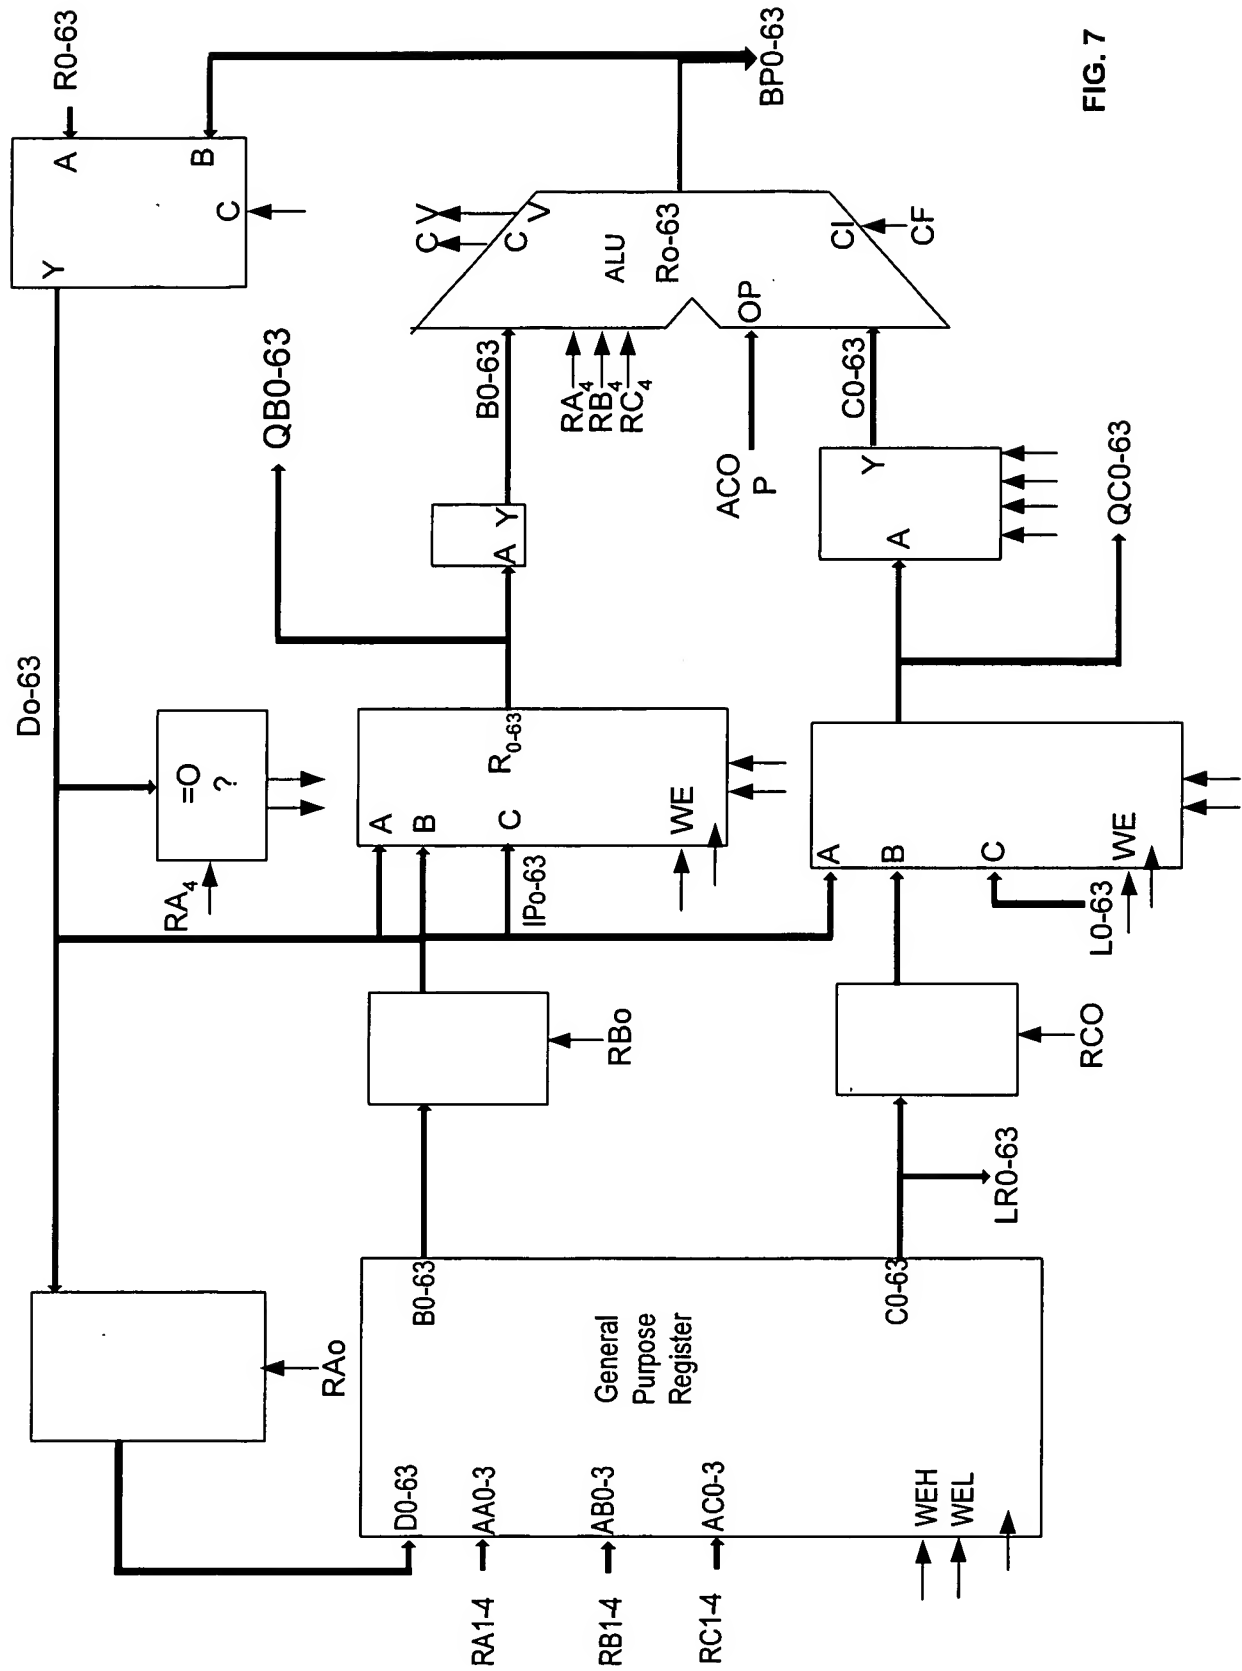 R0-63
A
Y
B
C
BP0-63
FIG. 7
Do-63
QB0-63
C V
C V
ALU
Ro-63
CI
CF
OP
B0-63
RA4
RB4
RC4
ACO
P
C0-63
A Y
A
Y
QC0-63
=O
?
RA4
A
B
C
R0-63
WE
IPo-63
A
B
C
WE
L0-63
RBo
RCO
LR0-63
RAo
B0-63
C0-63
General
Purpose
Register
D0-63
AA0-3
AB0-3
AC0-3
WEH
WEL
RA1-4
RB1-4
RC1-4